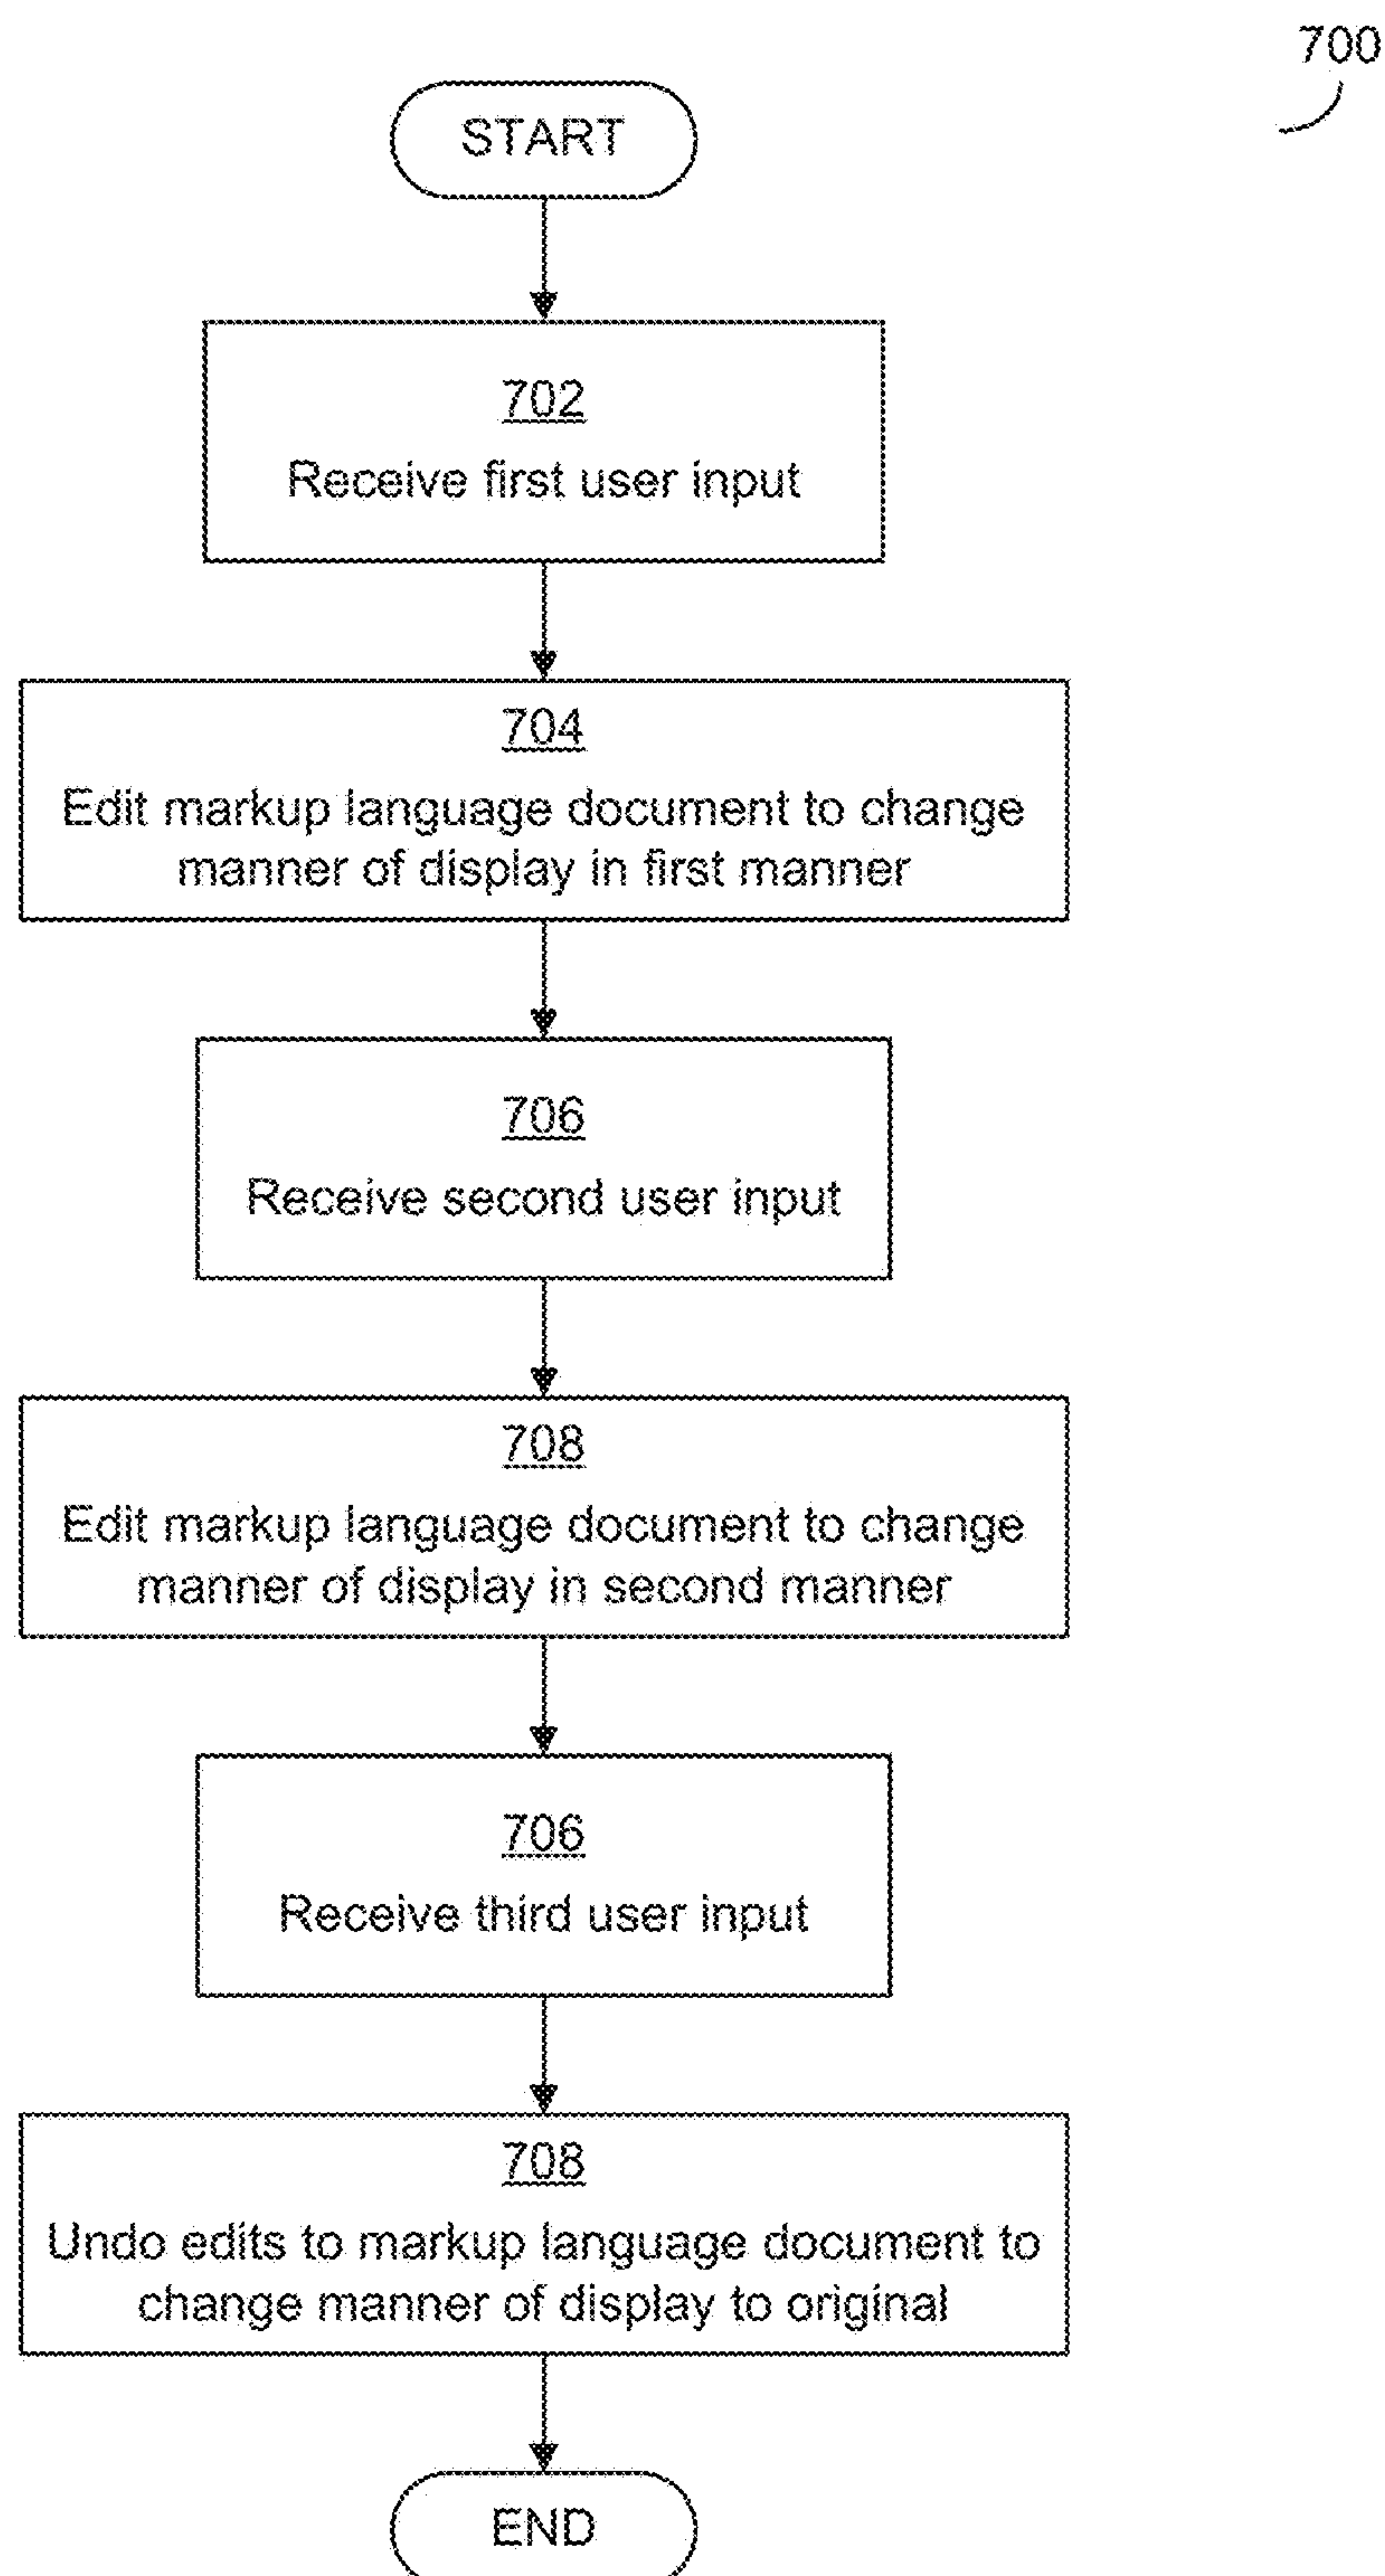 700
START
702
Receive first user input
704
Edit markup language document to change
manner of display in first manner
706
Receive second user input
708
Edit markup language document to change
manner of display in second manner
706
Receive third user input
708
Undo edits to markup language document to
change manner of display to original
END